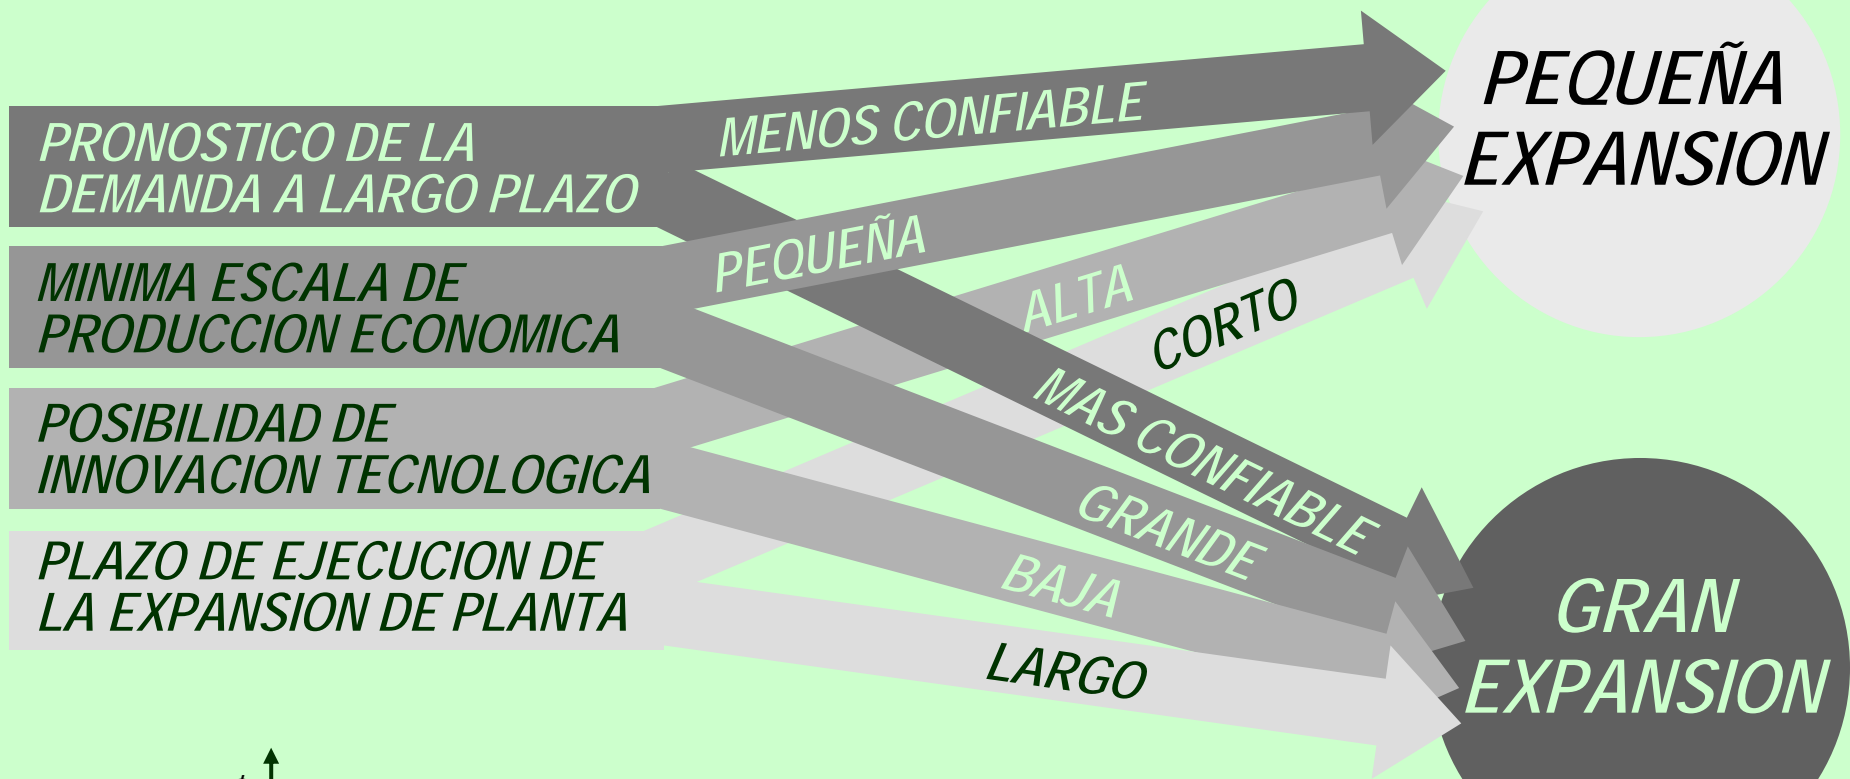 PRONOSTICO DE LA
DEMANDA A LARGO PLAZO
MINIMA ESCALA DE
PRODUCCION ECONOMICA
POSIBILIDAD DE
INNOVACION TECNOLOGICA
PLAZO DE EJECUCION DE
LA EXPANSION DE PLANTA
MENOS CONFIABLE
PEQUEÑA
ALTA
CORTO
MAS CONFIABLE
GRANDE
BAJA
LARGO
PEQUEÑA
EXPANSION
GRAN
EXPANSION